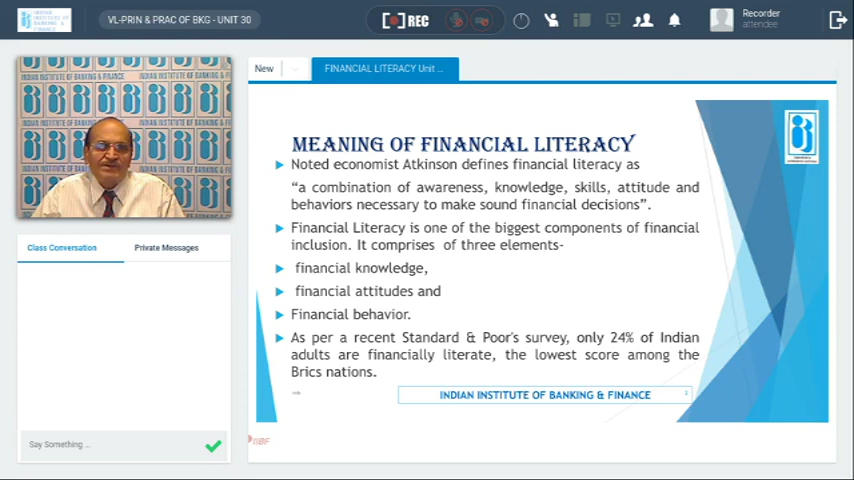 INDIAN INSTITUTE OF BANKING & FINANCE
VL-PRIN & PRAC OF BKG - UNIT 30
REC
Recorder
attendee
New
FINANCIAL LITERACY Unit ...
INDIAN INSTITUTE OF BANKING & FINANCE
MEANING OF FINANCIAL LITERACY
Noted economist Atkinson defines financial literacy as
“a combination of awareness, knowledge, skills, attitude and
behaviors necessary to make sound financial decisions”.
Financial Literacy is one of the biggest components of financial
inclusion. It comprises of three elements-
financial knowledge,
financial attitudes and
Financial behavior.
As per a recent Standard & Poor's survey, only 24% of Indian
adults are financially literate, the lowest score among the
Brics nations.
INDIAN INSTITUTE OF BANKING & FINANCE
IIBF
Class Conversation
Private Messages
Say Something ...